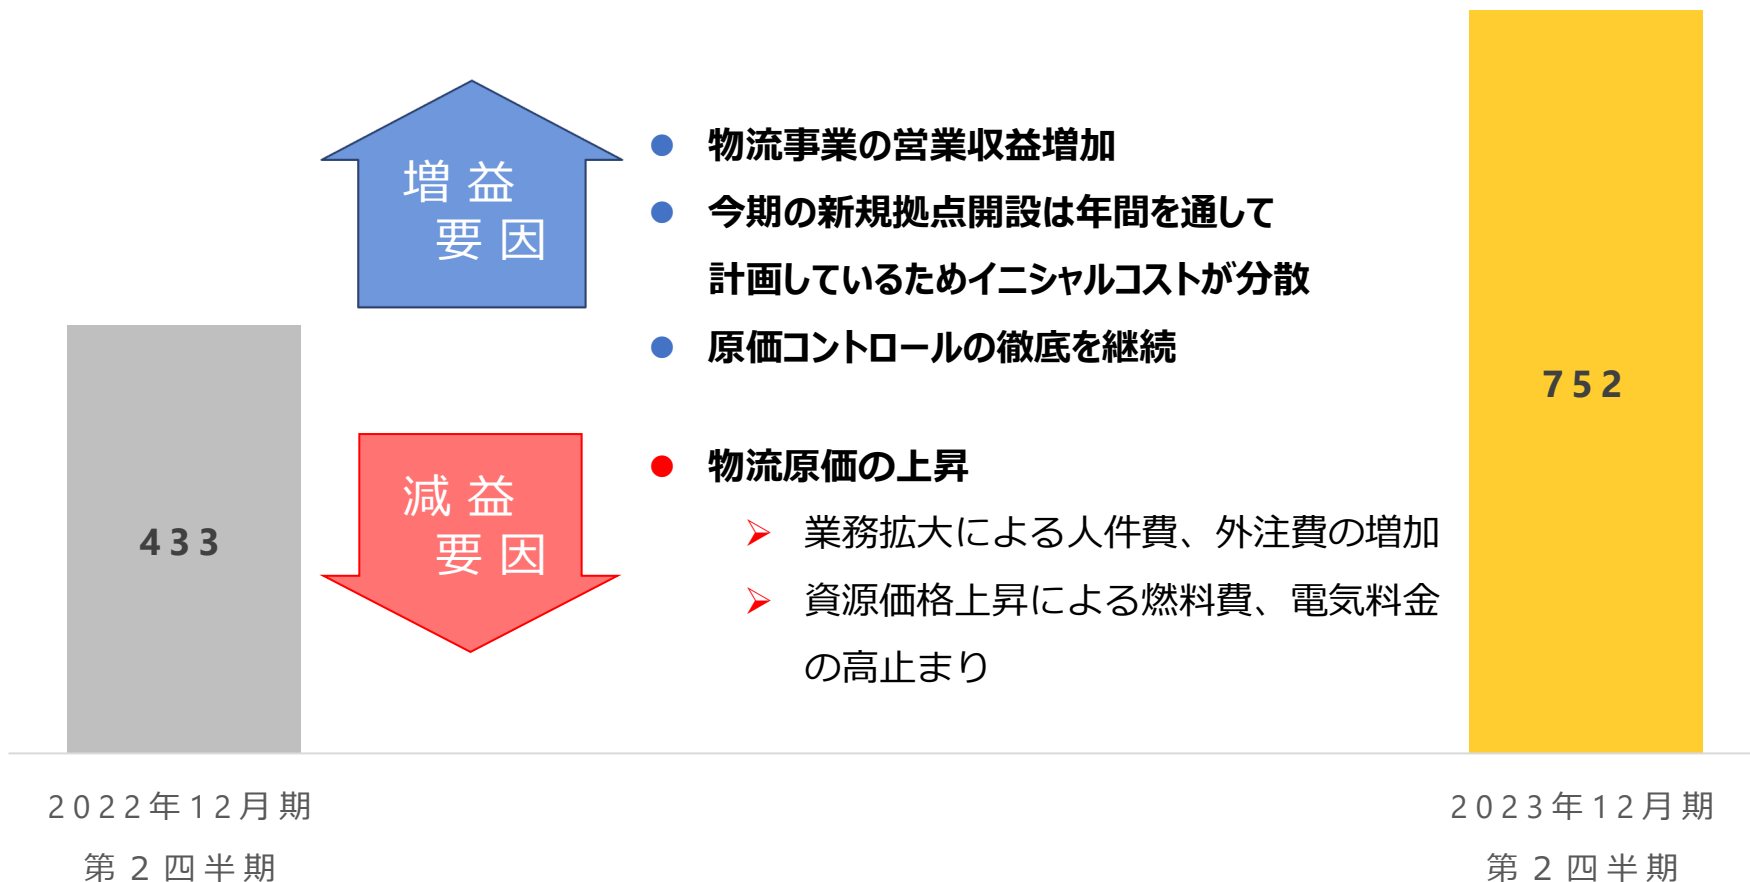 増益
要因
物流事業の営業収益増加
今期の新規拠点開設は年間を通して
計画しているためイニシャルコストが分散
原価コントロールの徹底を継続
減益
要因
物流原価の上昇
業務拡大による人件費、外注費の増加
資源価格上昇による燃料費、電気料金
の高止まり
433
752
2022年12月期
第2四半期
2023年12月期
第2四半期